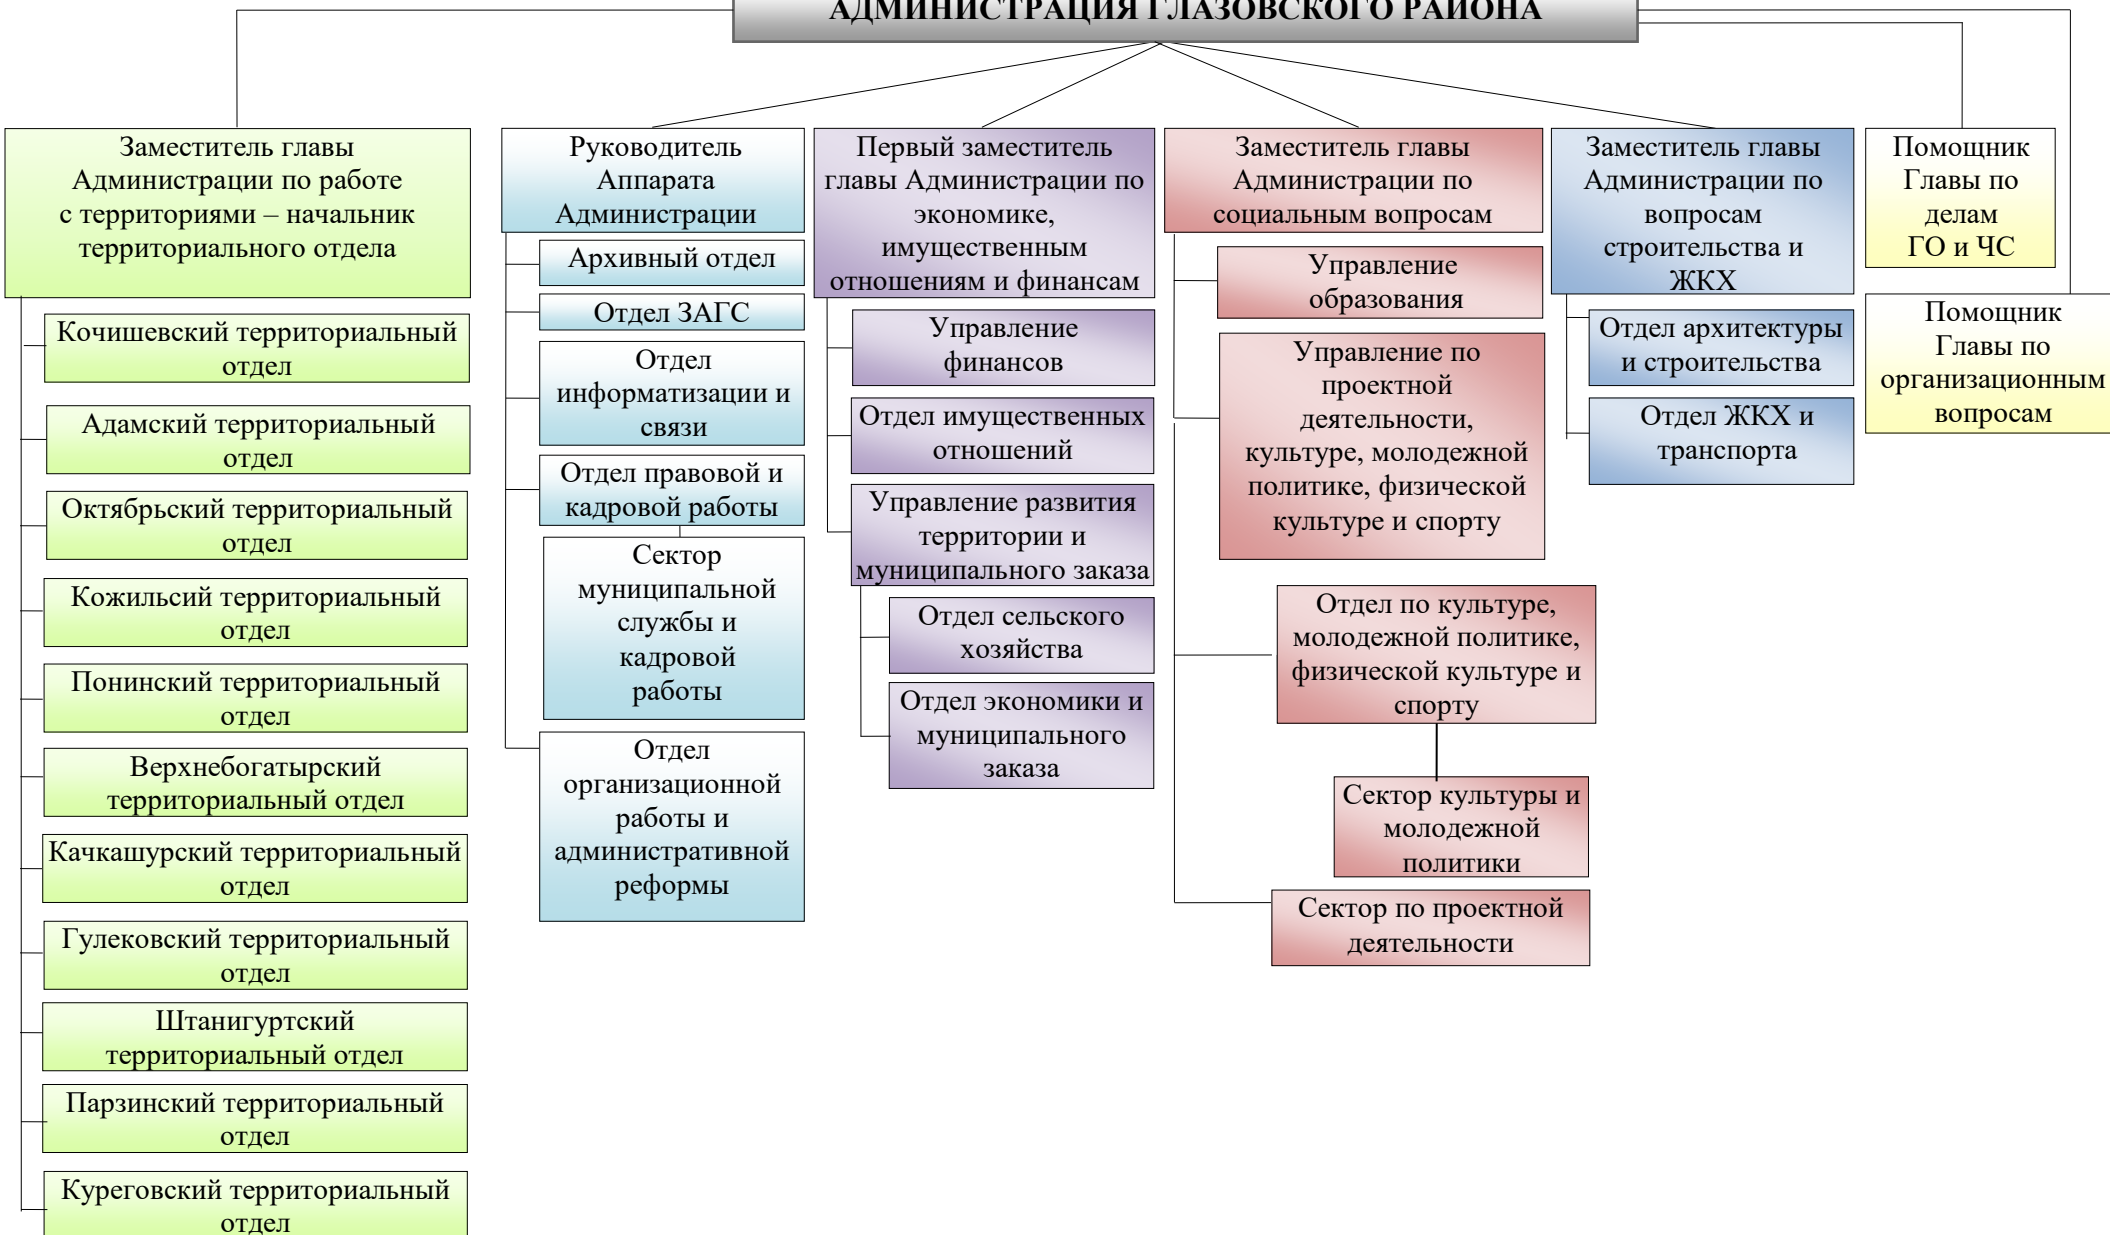 АДМИНИСТРАЦИЯ ГЛАЗОВСКОГО РАЙОНА
Заместитель главы
Администрации по работе
с территориями – начальник
территориального отдела
Кочишевский территориальный
отдел
Адамский территориальный
отдел
Октябрьский территориальный
отдел
Кожильсий территориальный
отдел
Понинский территориальный
отдел
Верхнебогатырский
территориальный отдел
Качкашурский территориальный
отдел
Гулековский территориальный
отдел
Штанигуртский
территориальный отдел
Парзинский территориальный
отдел
Куреговский территориальный
отдел
Руководитель
Аппарата
Администрации
Архивный отдел
Отдел ЗАГС
Отдел
информатизации и
связи
Отдел правовой и
кадровой работы
Сектор
муниципальной
службы и
кадровой
работы
Отдел
организационной
работы и
административной
реформы
Первый заместитель
главы Администрации по
экономике,
имущественным
отношениям и финансам
Управление
финансов
Отдел имущественных
отношений
Управление развития
территории и
муниципального заказа
Отдел сельского
хозяйства
Отдел экономики и
муниципального
заказа
Заместитель главы
Администрации по
социальным вопросам
Управление
образования
Управление по
проектной
деятельности,
культуре, молодежной
политике, физической
культуре и спорту
Отдел по культуре,
молодежной политике,
физической культуре и
спорту
Сектор культуры и
молодежной
политики
Сектор по проектной
деятельности
Заместитель главы
Администрации по
вопросам
строительства и
ЖКХ
Отдел архитектуры
и строительства
Отдел ЖКХ и
транспорта
Помощник
Главы по
делам
ГО и ЧС
Помощник
Главы по
организационным
вопросам